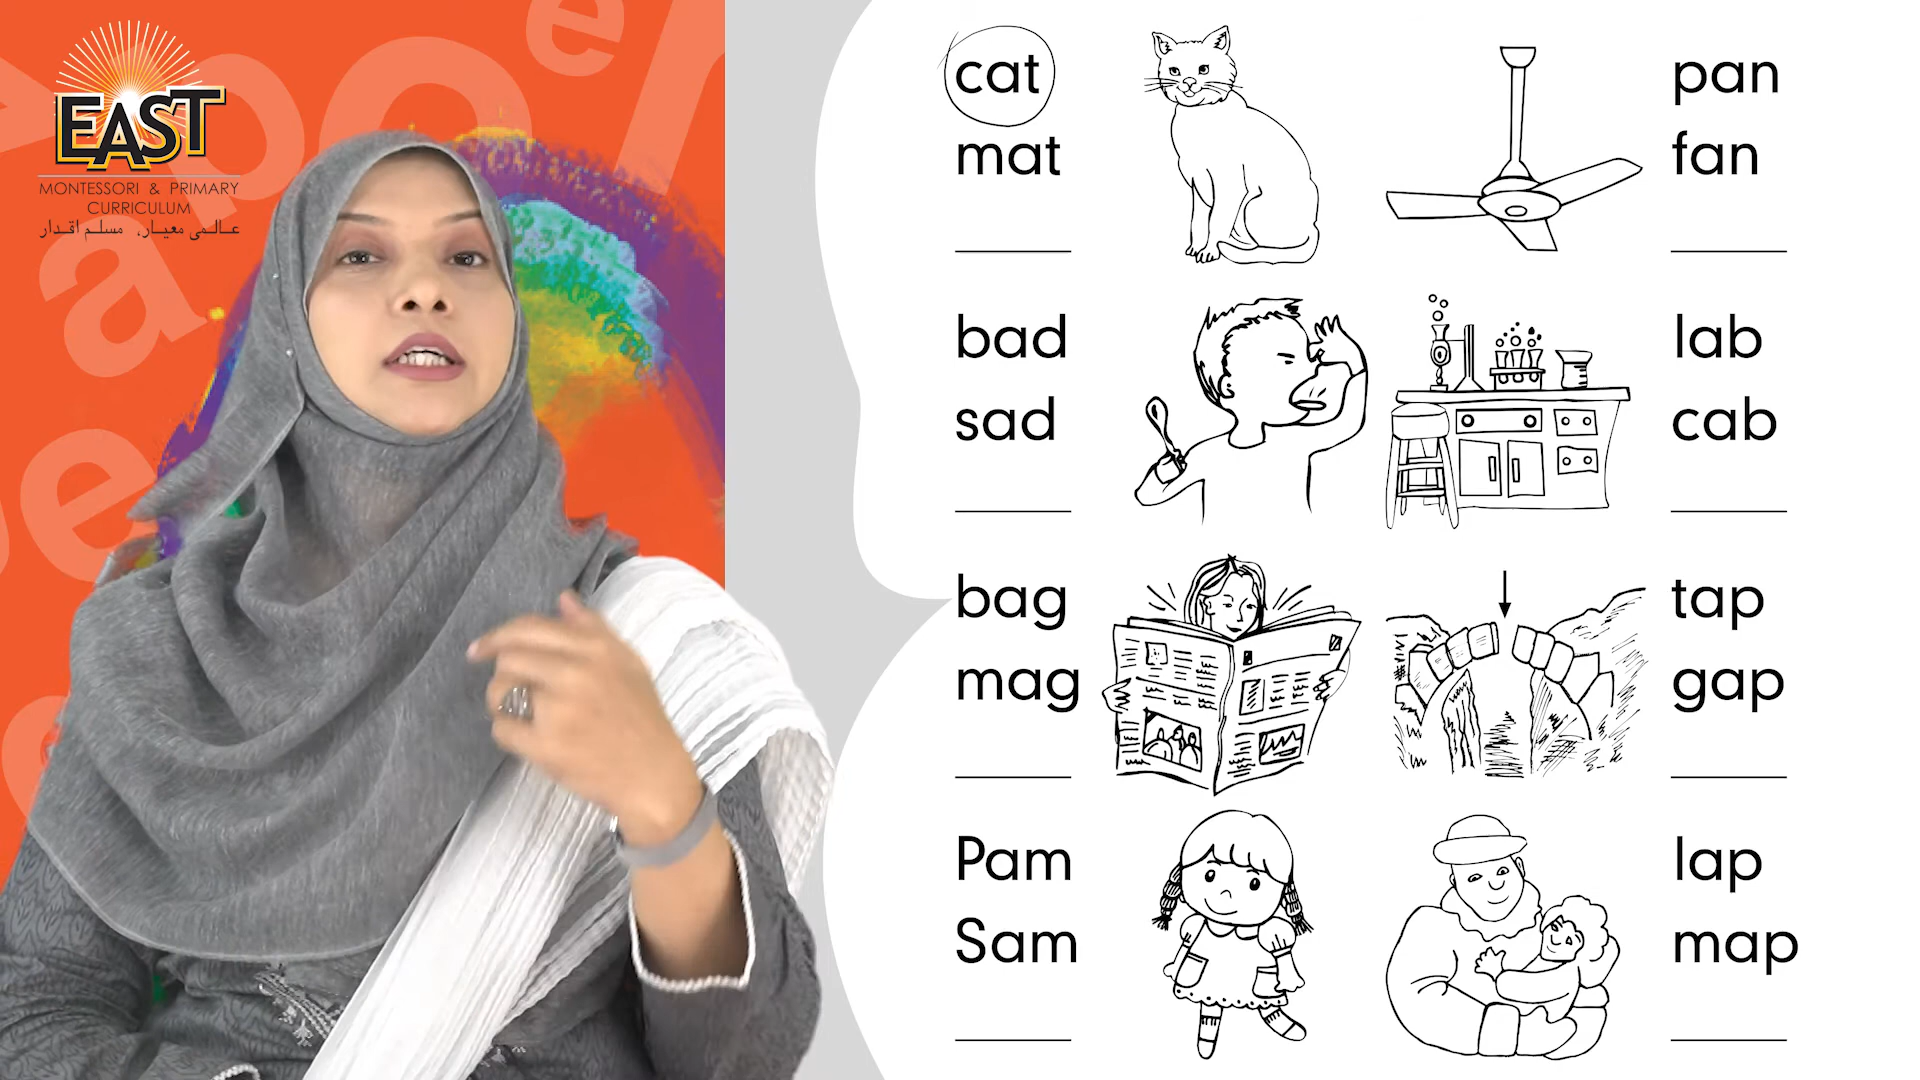 EAST
MONTESSORI & PRIMARY
CURRICULUM
عالمی معیار، مسلم اقدار
cat
mat
pan
fan
bad
sad
lab
cab
bag
mag
tap
gap
Pam
Sam
lap
map